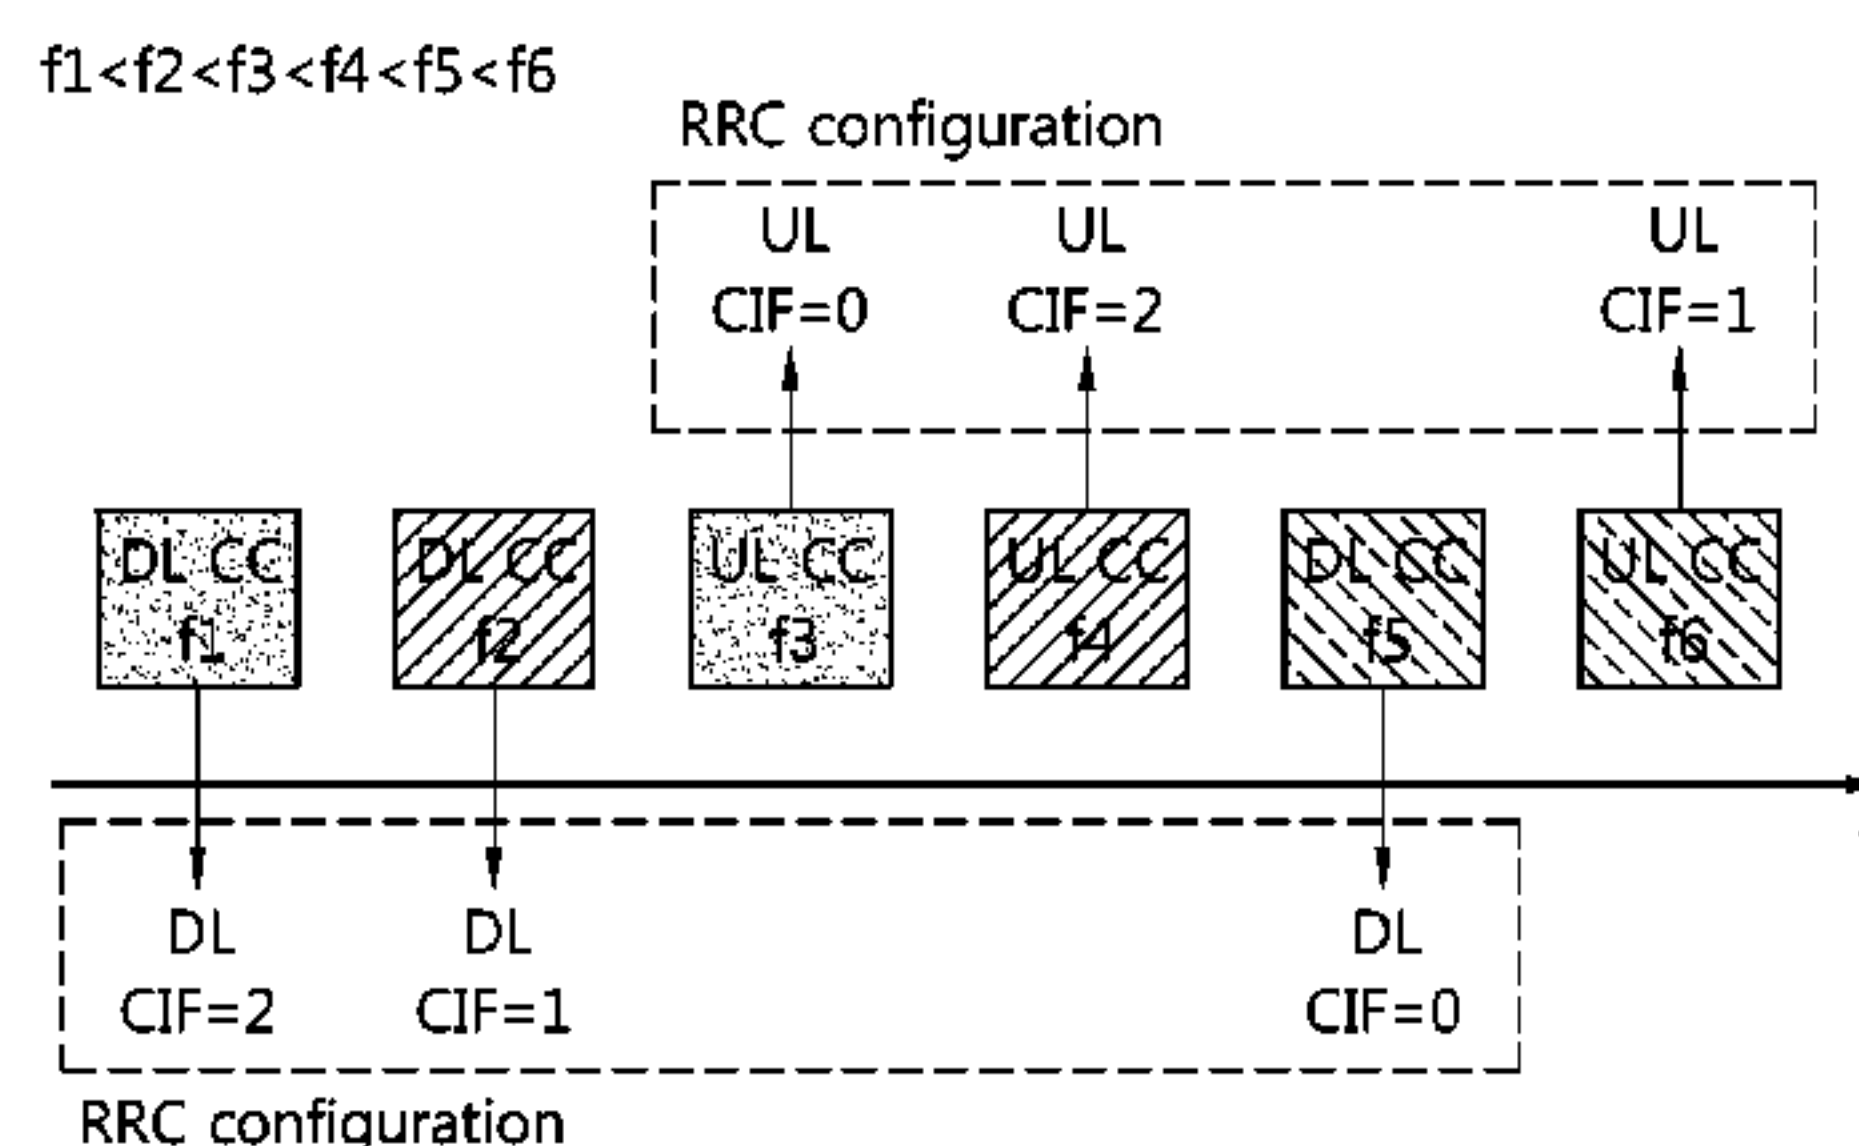 f1<f2<f3<f4<f5<f6
RRC configuration
UL UL UL
CIF=0 CIF=2 CIF=1
DL CC DL CC UL CC UL CC DL CC UL CC
f1 f2 f3 f4 f5 f6
DL DL DL
CIF=2 CIF=1 CIF=0
RRC configuration